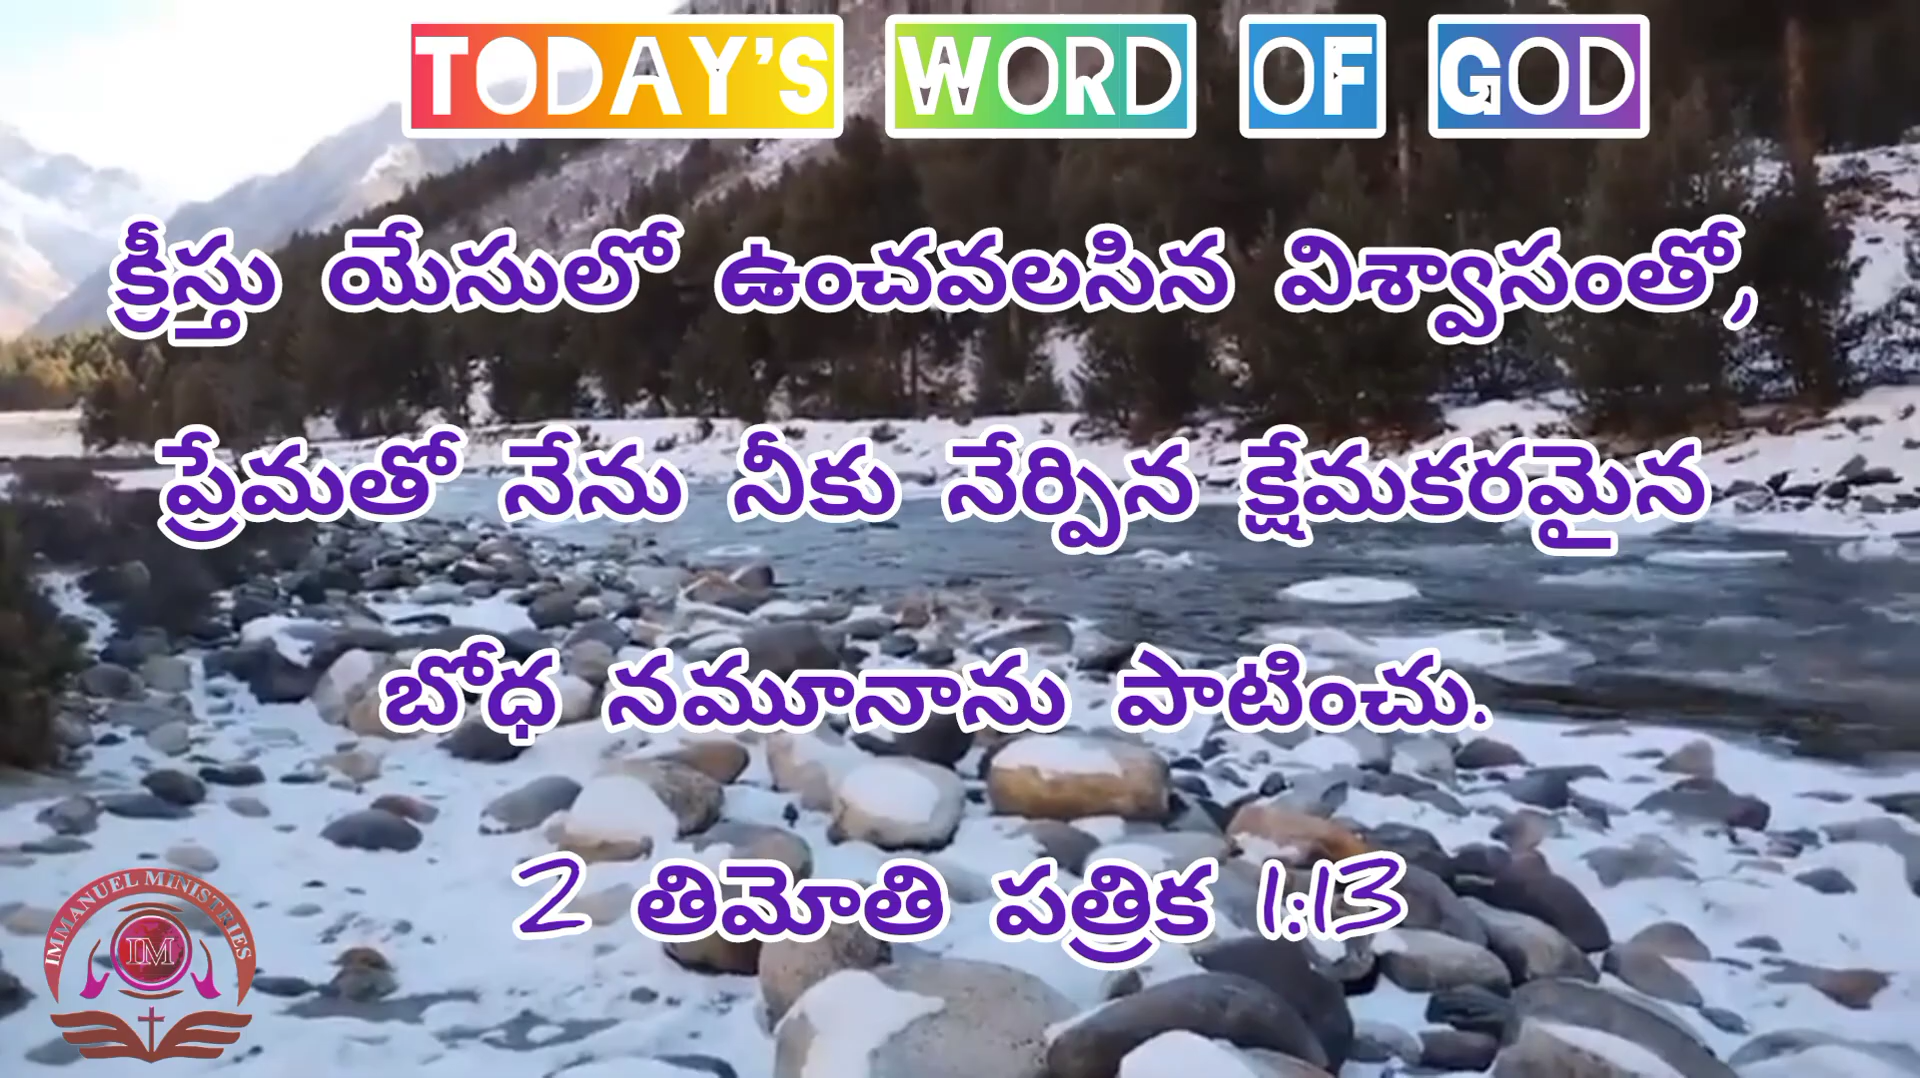 TODAY'S WORD OF GOD
క్రీస్తు యేసులో ఉంచవలసిన విశ్వాసంతో,
ప్రేమతో నేను నీకు నేర్పిన క్షేమకరమైన
బోధ నమూనాను పాటించు.
2 తిమోతి పత్రిక 1:13
IMMANUEL MINISTRIES
IM